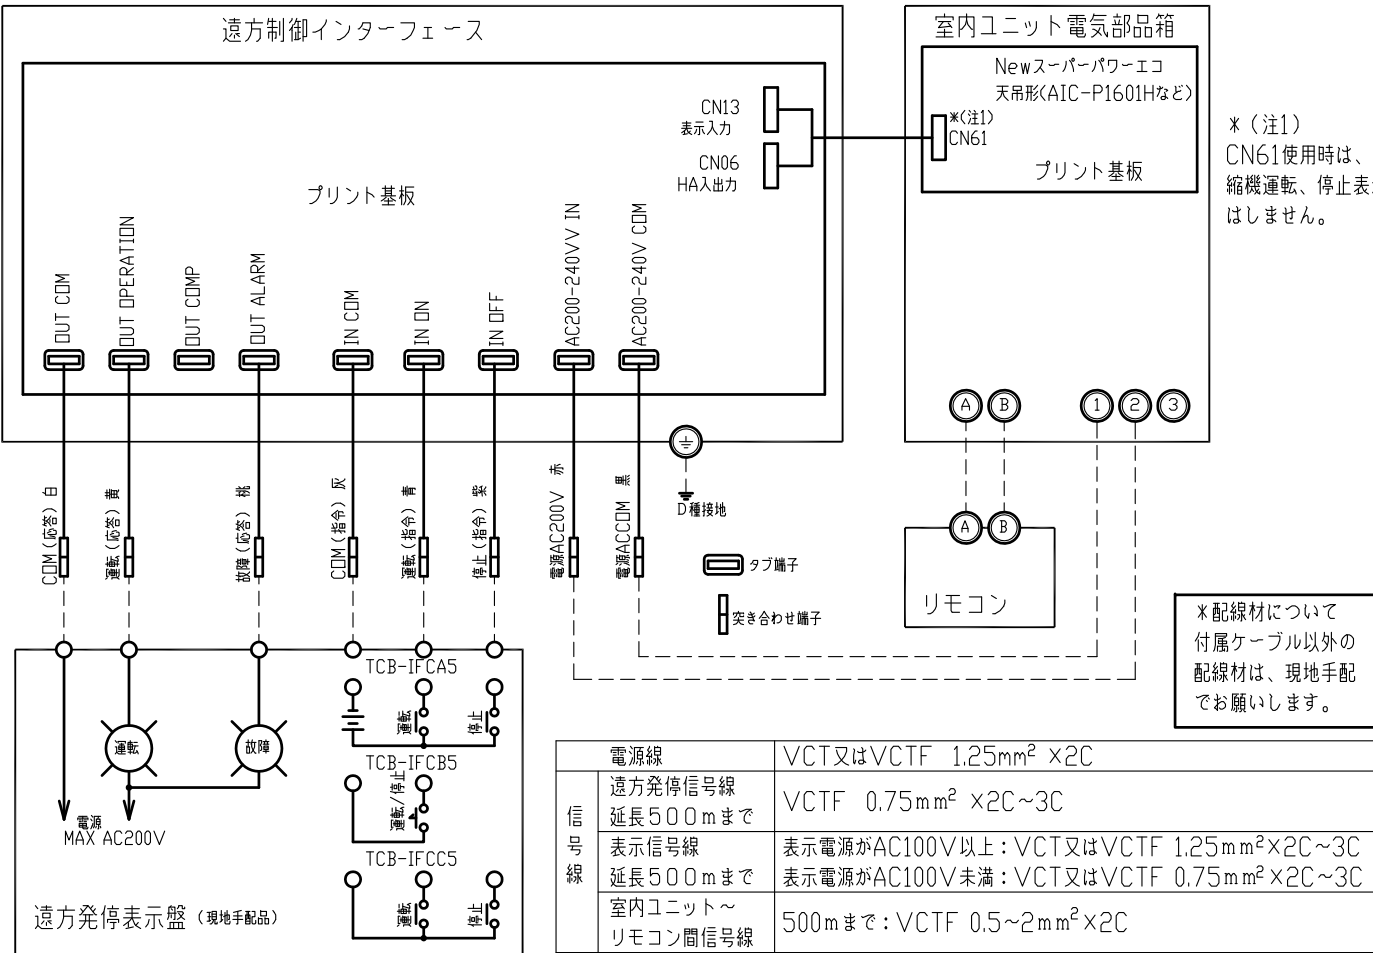 遠方制御インターフェース
室内ユニット電気部品箱
Newスーパーパワーエコ
天吊形(AIC-P1601Hなど)
CN13
表示入力
CN06
HA入出力
*(注1)
CN61
プリント基板
プリント基板
*(注1)
CN61使用時は、
縮機運転、停止表
はしません。
OUT COM
OUT OPERATION
OUT COMP
OUT ALARM
IN COM
IN ON
IN OFF
AC200-240VV IN
AC200-240V COM
A
B
1
2
3
COM(応答) 白
運転(応答) 黄
故障(応答) 桃
COM(指令) 灰
運転(指令) 青
停止(指令) 紫
電源AC200V 赤
電源ACCOM 黒
D種接地
タブ端子
突き合わせ端子
A
B
リモコン
*配線材について
付属ケーブル以外の
配線材は、現地手配
でお願いします。
TCB-IFCA5
運転
停止
運転
故障
TCB-IFCB5
運転/停止
電源
MAX AC200V
TCB-IFCC5
運転
停止
遠方発停表示盤(現地手配品)
電源線
VCT又はVCTF 1.25mm² ×2C
信号線
遠方発停信号線
延長500mまで
VCTF 0.75mm² ×2C~3C
表示信号線
延長500mまで
表示電源がAC100V以上:VCT又はVCTF 1.25mm²×2C~3C
表示電源がAC100V未満:VCT又はVCTF 0.75mm²×2C~3C
室内ユニット~
リモコン間信号線
500mまで:VCTF 0.5~2mm²×2C